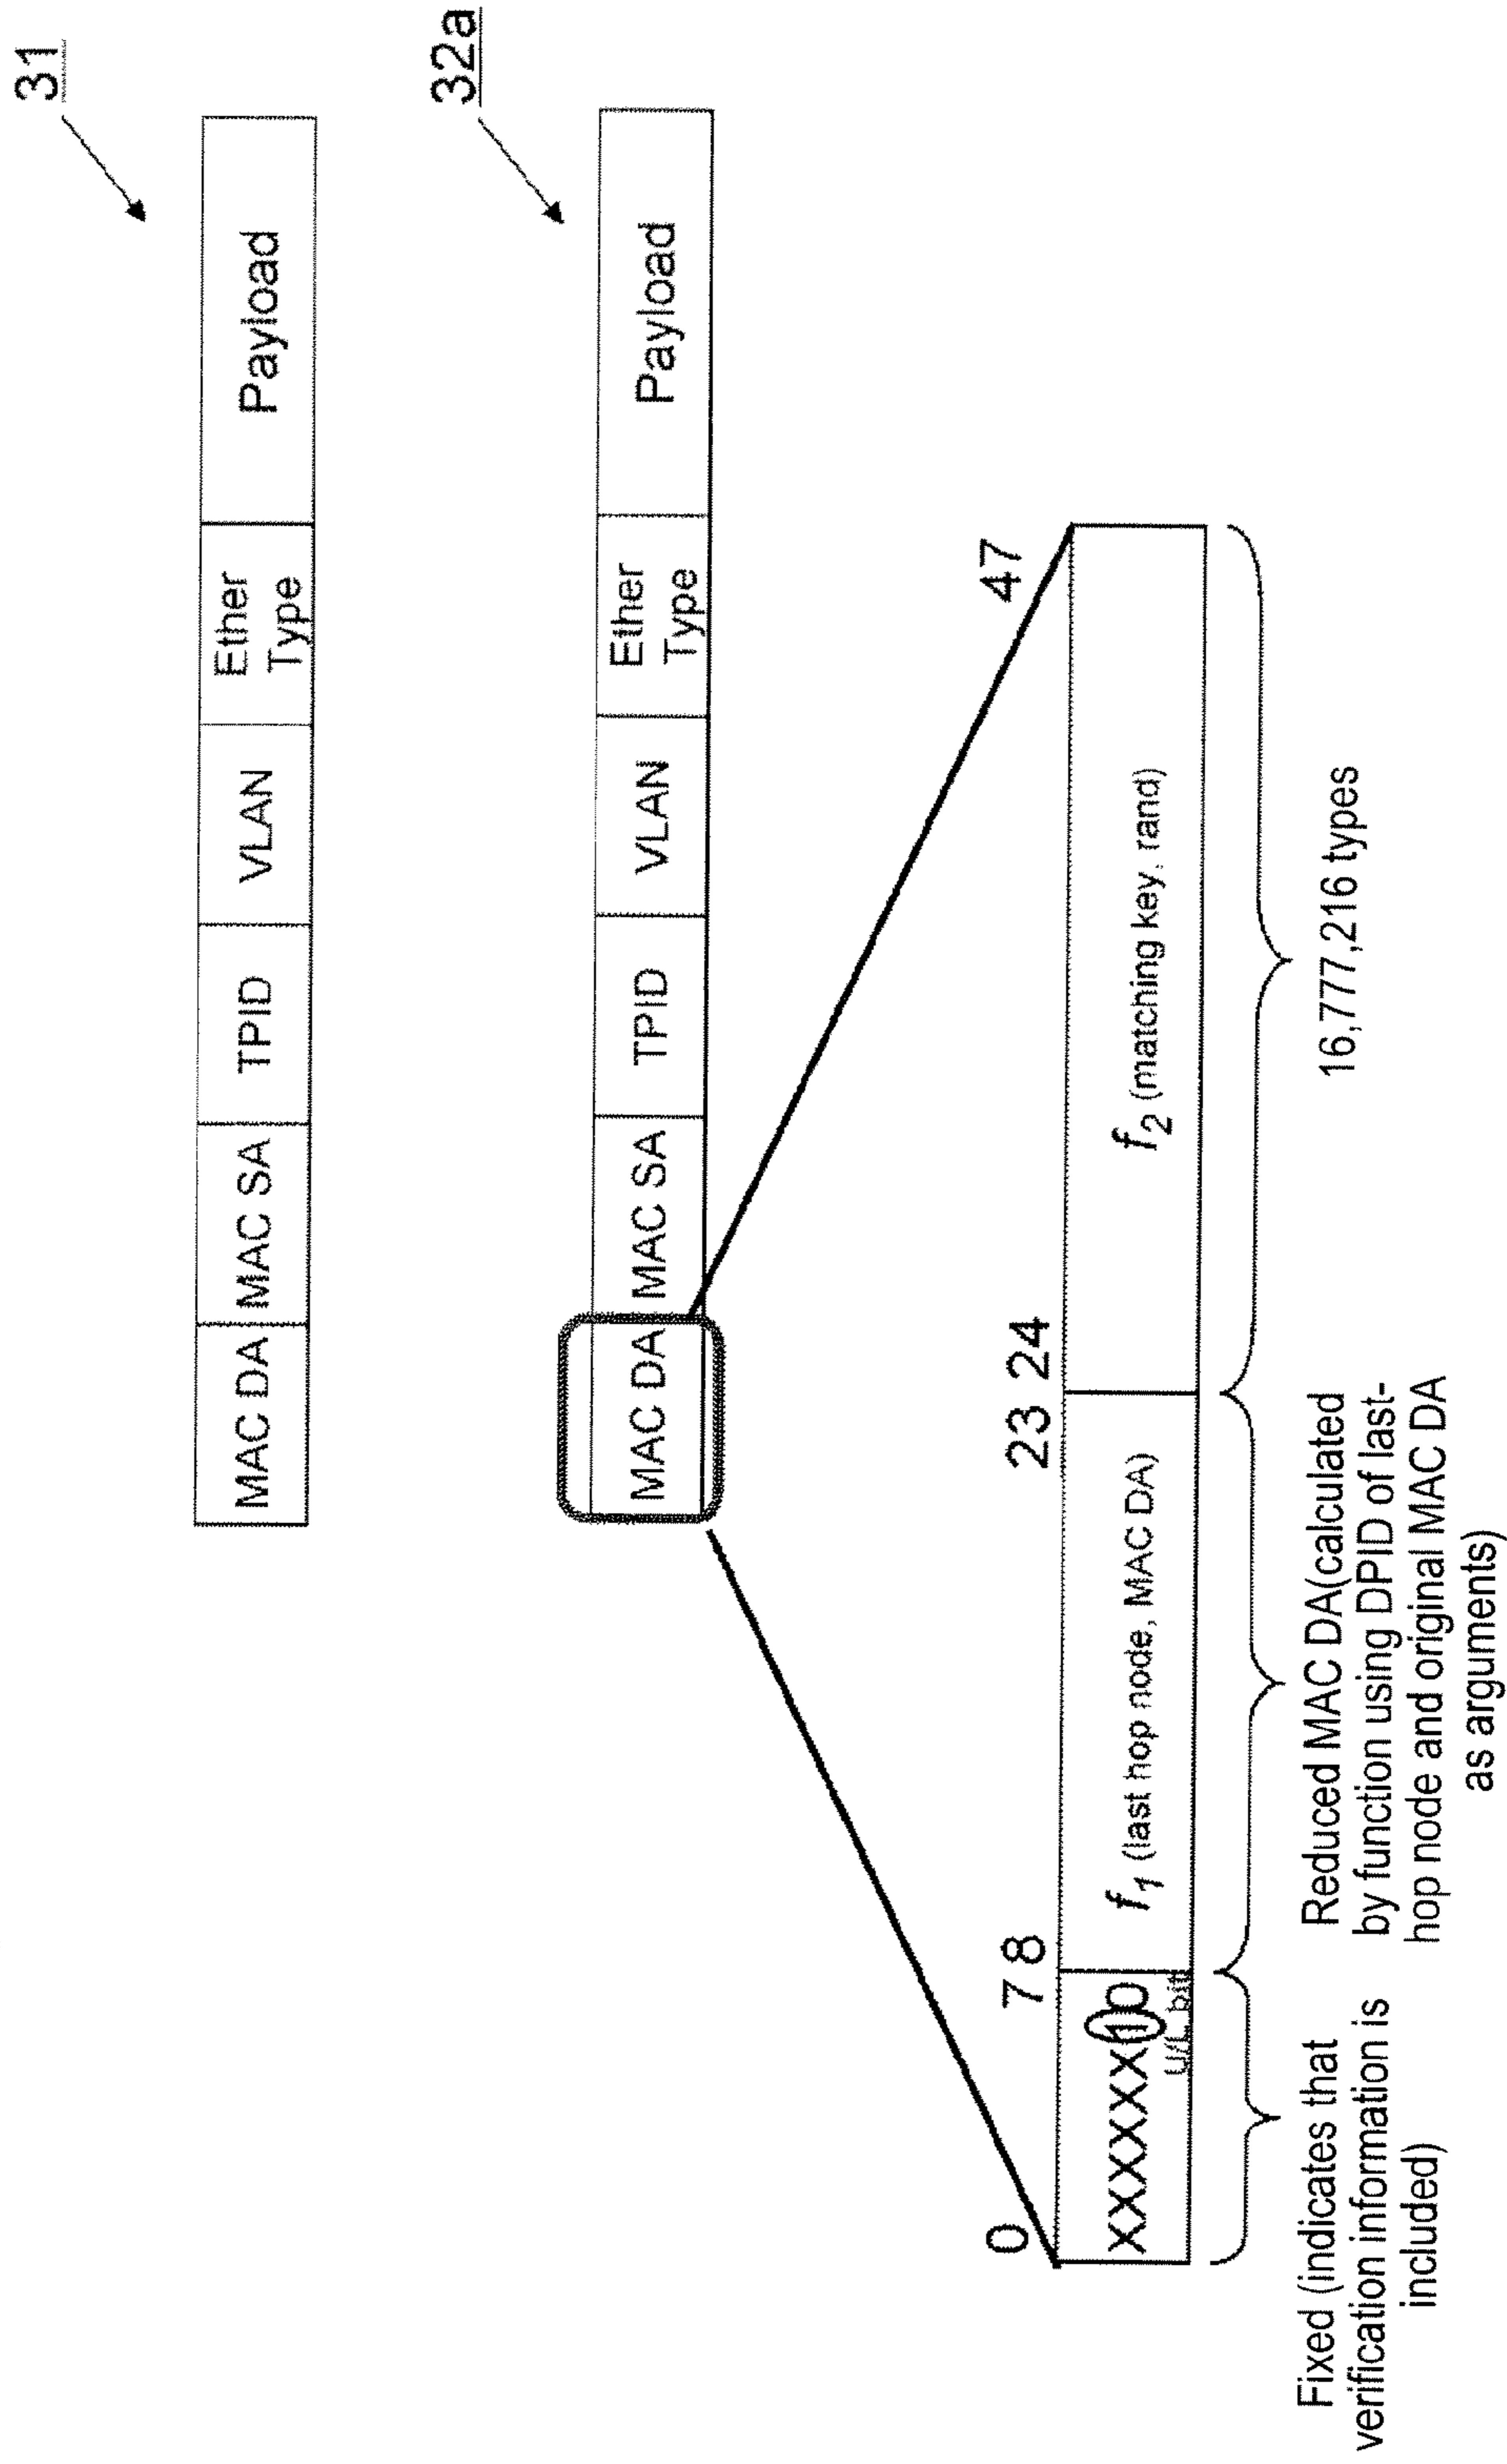 31
MAC DA MAC SA TPID VLAN Ether Type Payload
32a
MAC DA MAC SA TPID VLAN Ether Type Payload
0 7 8 23 24 47
XXXXXX10 f1 (last hop node, MAC DA) f2 (matching key, rand)
U/L bit
Fixed (indicates that
verification information is
included)
Reduced MAC DA(calculated
by function using DPID of last-
hop node and original MAC DA
as arguments)
16,777,216 types